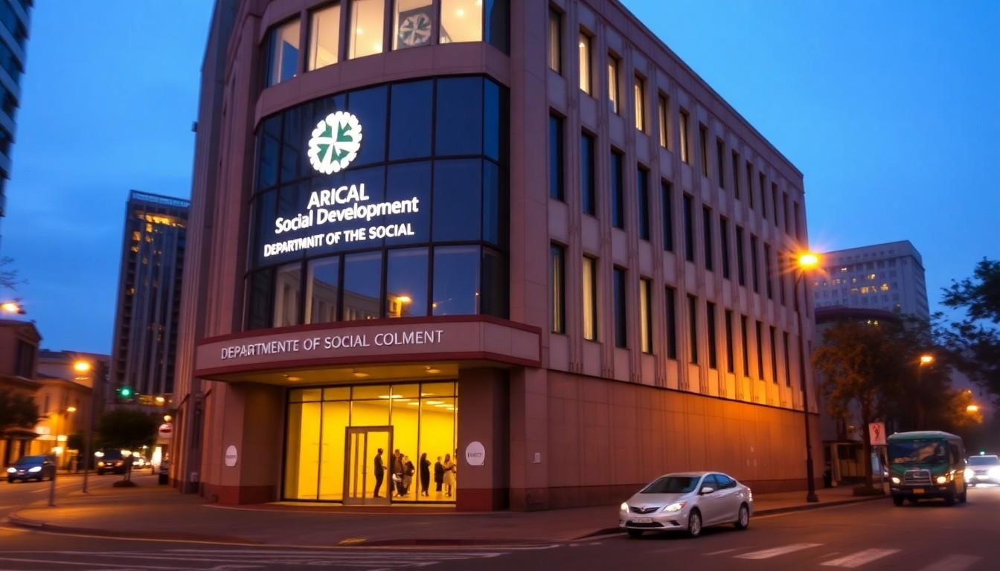 ARICAL
Social Development
DEPARTMNIT OF THE SOCIAL
DEPARTMENTE OF SOCIAL COLMENT